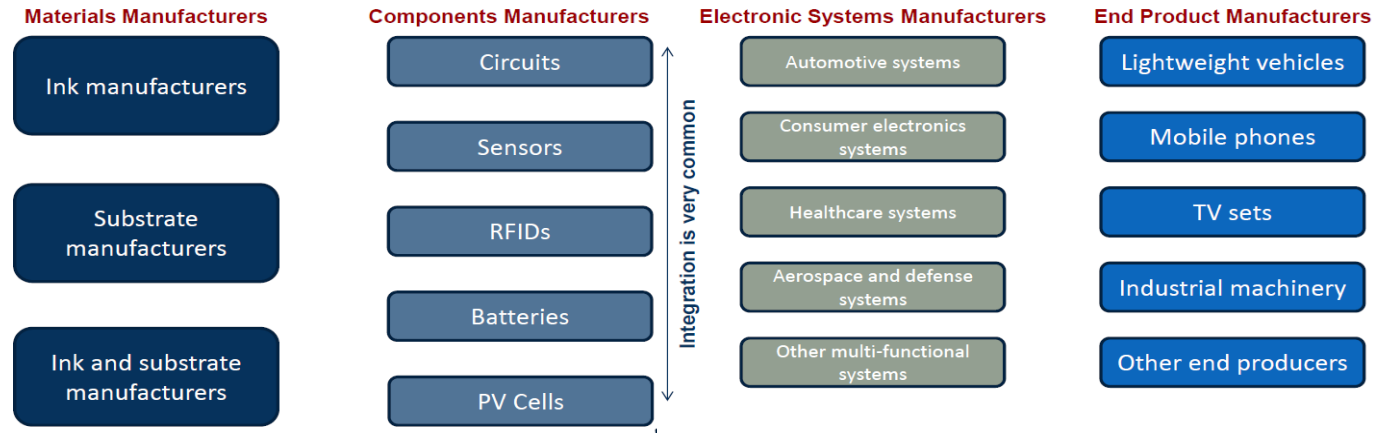 Materials Manufacturers
Ink manufacturers
Substrate
manufacturers
Ink and substrate
manufacturers
Components Manufacturers
Circuits
Sensors
RFIDs
Batteries
PV Cells
Integration is very common
Electronic Systems Manufacturers
Automotive systems
Consumer electronics
systems
Healthcare systems
Aerospace and defense
systems
Other multi-functional
systems
End Product Manufacturers
Lightweight vehicles
Mobile phones
TV sets
Industrial machinery
Other end producers